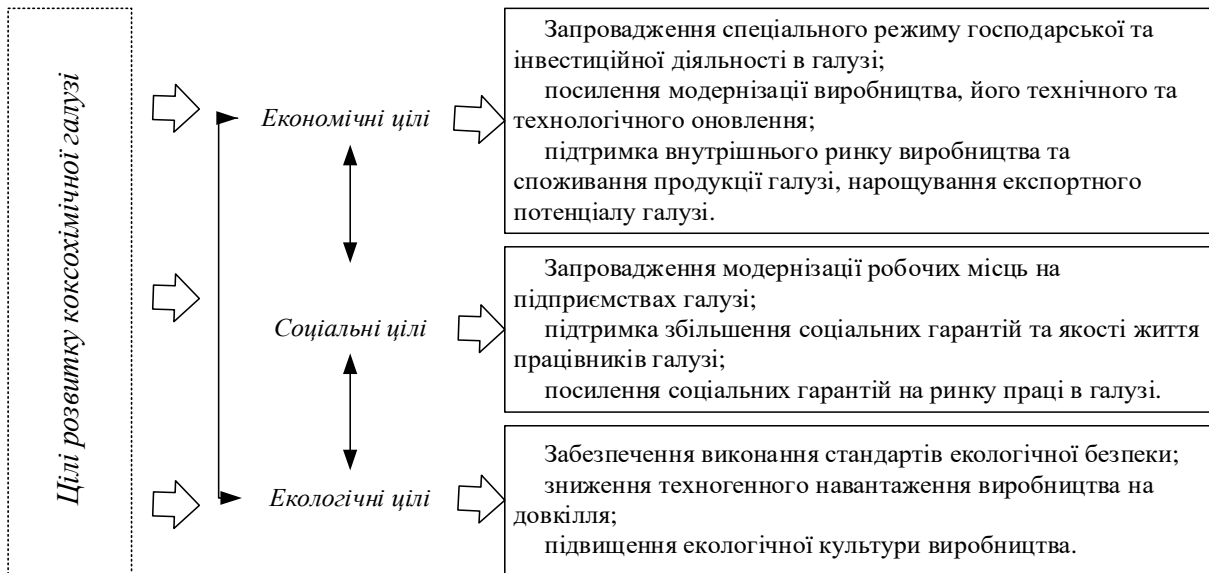 Цілі розвитку коксохімічної галузі
Економічні цілі
Запровадження спеціального режиму господарської та
інвестиційної діяльності в галузі;
посилення модернізації виробництва, його технічного та
технологічного оновлення;
підтримка внутрішнього ринку виробництва та
споживання продукції галузі, нарощування експортного
потенціалу галузі.
Соціальні цілі
Запровадження модернізації робочих місць на
підприємствах галузі;
підтримка збільшення соціальних гарантій та якості життя
працівників галузі;
посилення соціальних гарантій на ринку праці в галузі.
Екологічні цілі
Забезпечення виконання стандартів екологічної безпеки;
зниження техногенного навантаження виробництва на
довкілля;
підвищення екологічної культури виробництва.